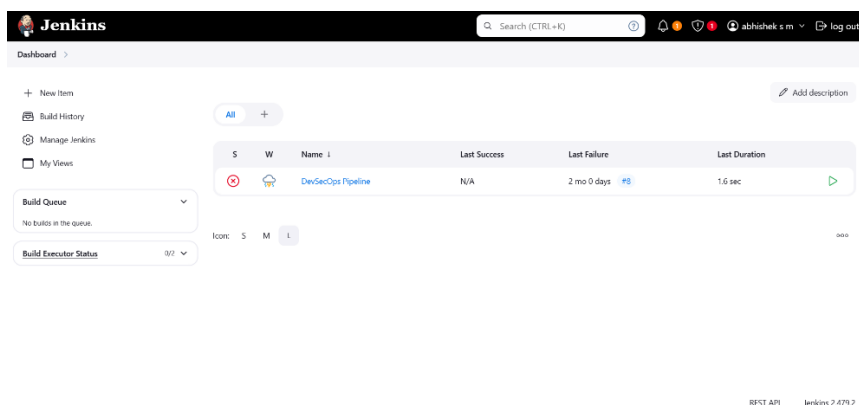 Jenkins
Search (CTRL+K)
?
1
1
abhishek s m
log out
Dashboard
New Item
Build History
Manage Jenkins
My Views
Add description
All
+
S W Name ↓ Last Success Last Failure Last Duration
DevSecOps Pipeline N/A 2 mo 0 days #8 1.6 sec
Build Queue
No builds in the queue.
Build Executor Status 0/2
Icon: S M L
REST API Jenkins 2.479.2